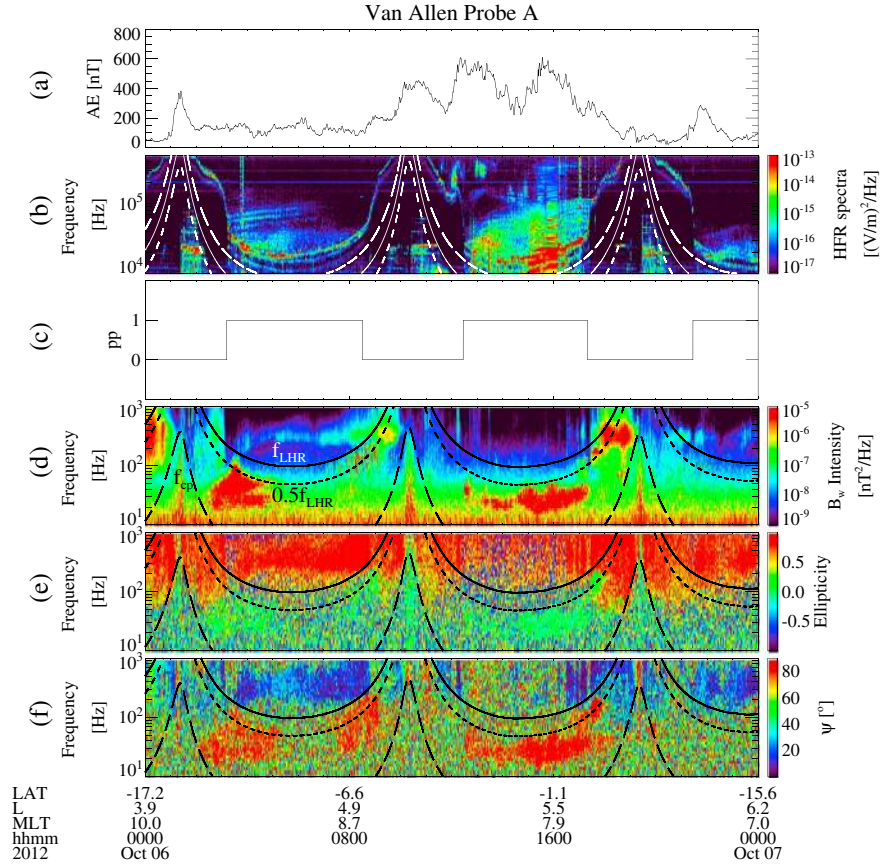 Van Allen Probe A
(a)
AE [nT]
800
600
400
200
0
(b)
Frequency
[Hz]
10^5
10^4
10^-13
10^-14
10^-15
10^-16
10^-17
HFR spectra
[(V/m)^2/Hz]
(c)
pp
1
0
(d)
Frequency
[Hz]
10^3
10^2
10^1
f_LHR
f_cp
0.5f_LHR
10^-5
10^-6
10^-7
10^-8
10^-9
B_w Intensity
[nT^2/Hz]
(e)
Frequency
[Hz]
10^3
10^2
10^1
0.5
0.0
-0.5
Ellipticity
(f)
Frequency
[Hz]
10^3
10^2
10^1
80
60
40
20
ψ [°]
LAT -17.2 -6.6 -1.1 -15.6
L 3.9 4.9 5.5 6.2
MLT 10.0 8.7 7.9 7.0
hhmm 0000 0800 1600 0000
2012 Oct 06 Oct 07